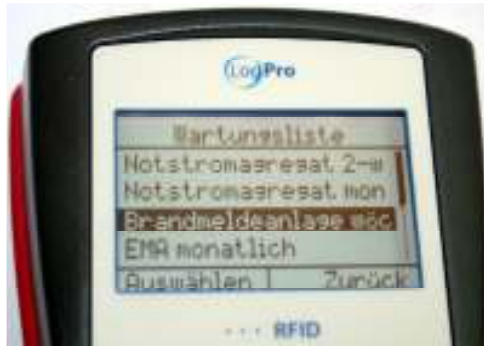 LogPro
Wartungsliste
Notstromagregat 2-w
Notstromagregat mon
Brandmeldeanlage wöc
EMA monatlich
Auswählen | Zurück
••• RFID